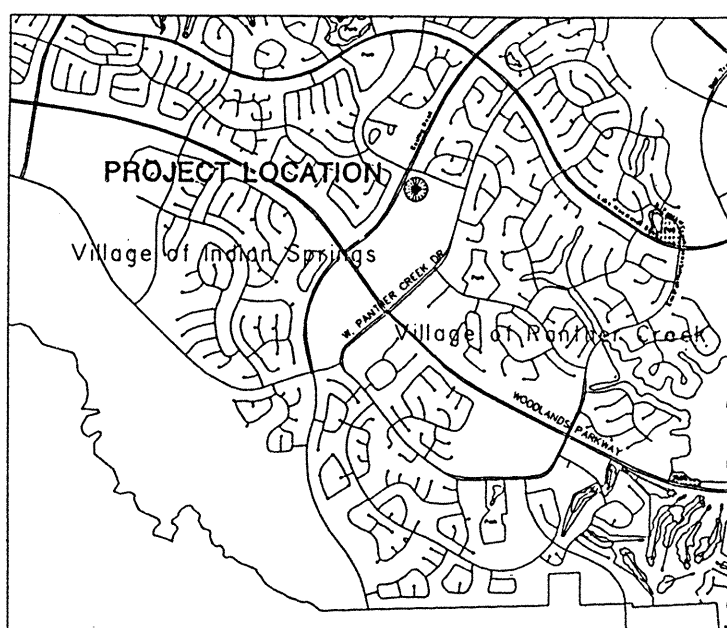 PROJECT LOCATION
Village of Indian Springs
W. PANTHER CREEK DR.
Village of Panther Creek
WOODLANDS PARKWAY